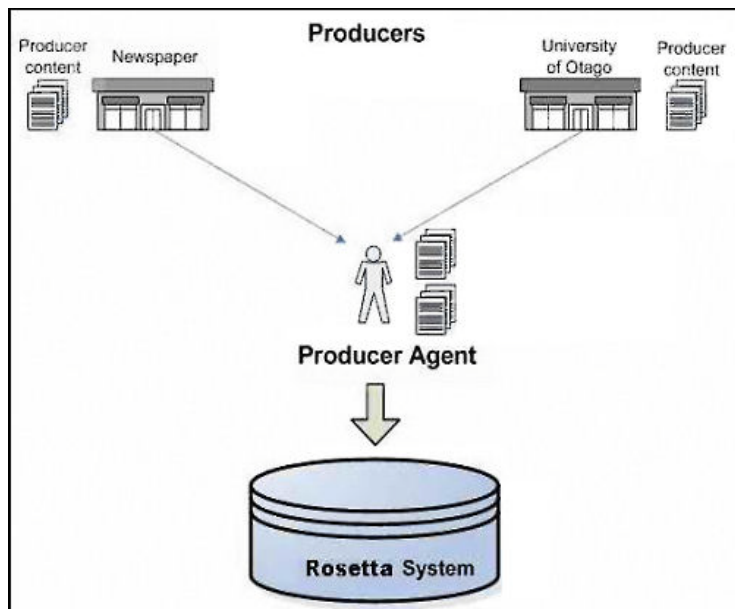 Producers
Producer
content
Newspaper
University
of Otago
Producer
content
Producer Agent
Rosetta System